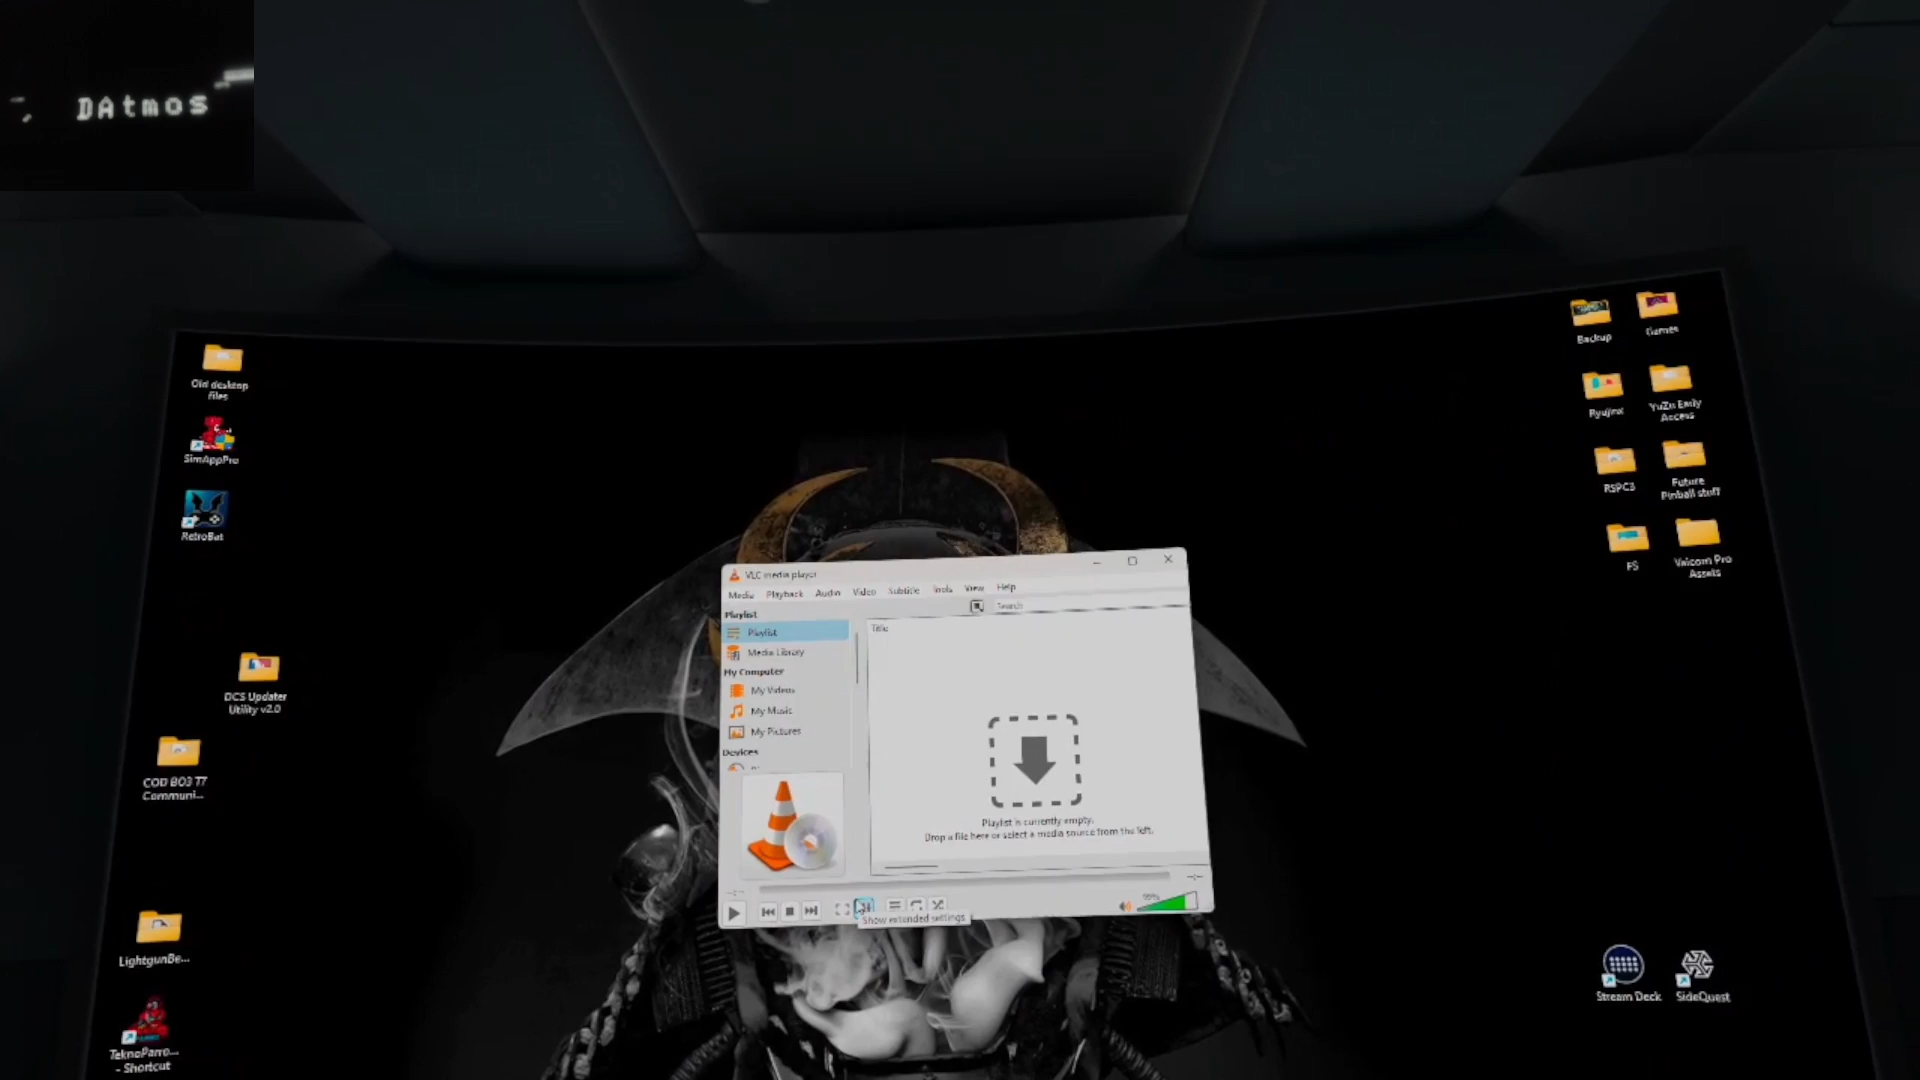 DAtmos
Old desktop
files
SimAppPro
RetroBat
DCS Updater
Utility v2.0
COD BO3 T7
Communi...
LightgunBe...
TeknoParro...
- Shortcut
Backup
Games
Ryujinx
YuZu Early
Access
RSPC3
Future
Pinball stuff
FS
Vaicom Pro
Assets
Stream Deck
SideQuest
VLC media player
Media Playback Audio Video Subtitle Tools View Help
Search
Playlist
Playlist
Media Library
My Computer
My Videos
My Music
My Pictures
Devices
Title
Playlist is currently empty.
Drop a file here or select a media source from the left.
Show extended settings